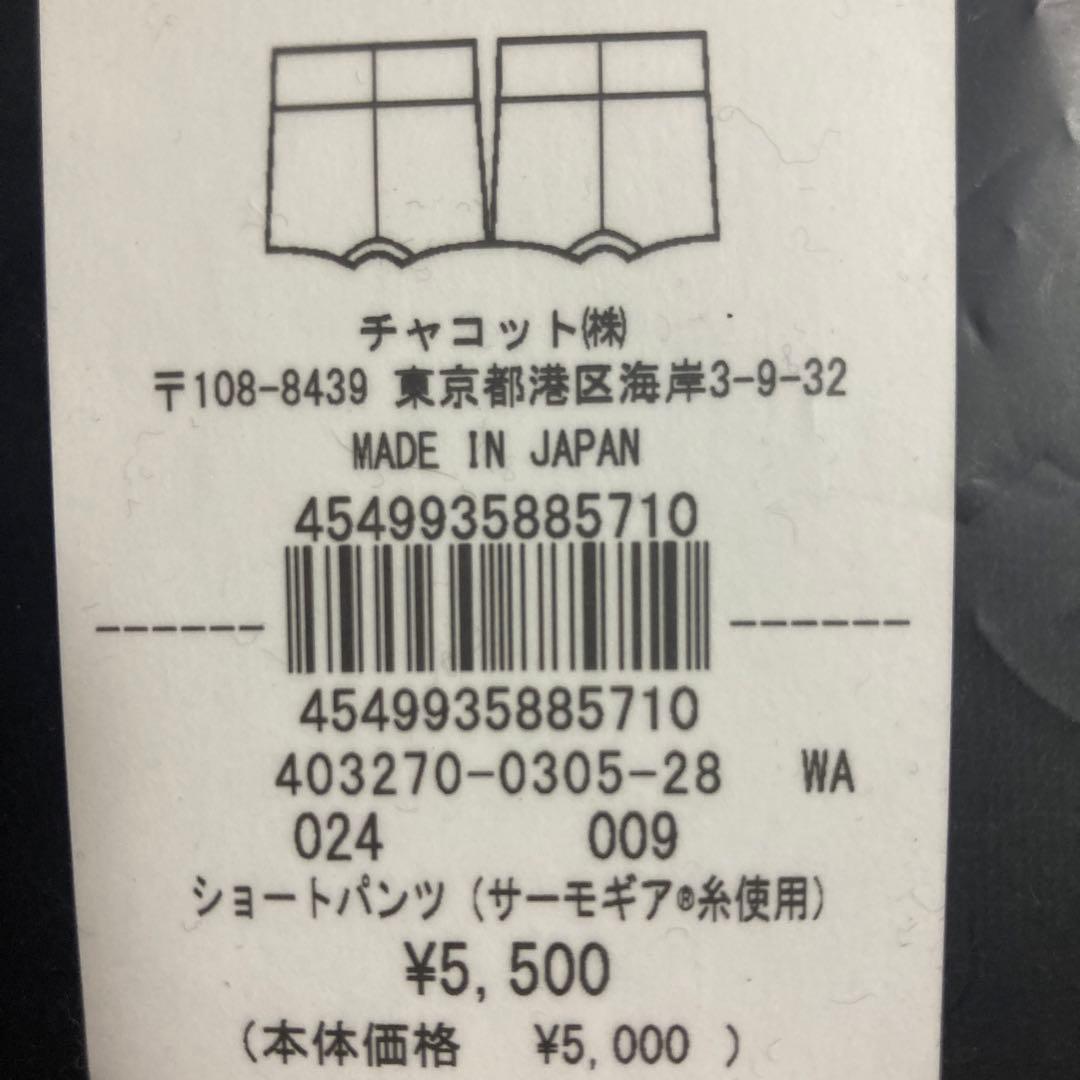 チャコット㈱
〒108-8439 東京都港区海岸3-9-32
MADE IN JAPAN
4549935885710
4549935885710
403270-0305-28 WA
024 009
ショートパンツ (サーモギア®糸使用)
¥5,500
(本体価格 ¥5,000 )